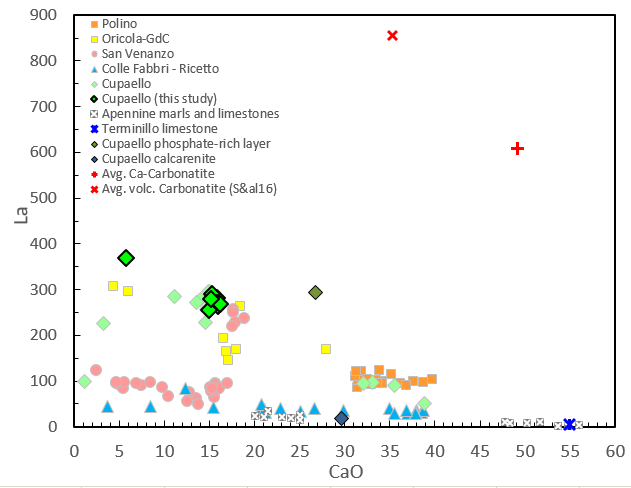 900
800
700
600
500
400
300
200
100
0
La
Polino
Oricola-GdC
San Venanzo
Colle Fabbri - Ricetto
Cupaello
Cupaello (this study)
Apennine marls and limestones
Terminillo limestone
Cupaello phosphate-rich layer
Cupaello calcarenite
Avg. Ca-Carbonatite
Avg. volc. Carbonatite (S&al16)
0 5 10 15 20 25 30 35 40 45 50 55 60
CaO